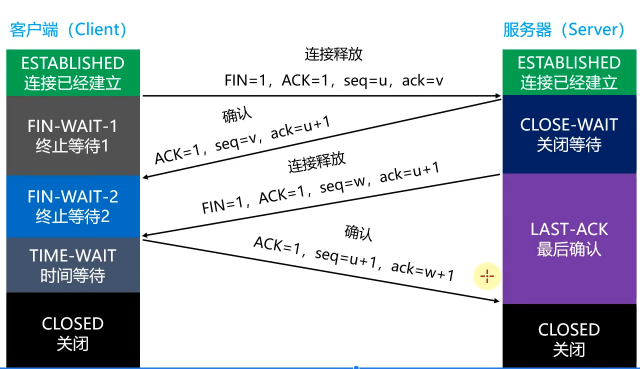 客户端（Client）
服务器（Server）
ESTABLISHED
连接已经建立
连接释放
FIN=1，ACK=1，seq=u，ack=v
ESTABLISHED
连接已经建立
FIN-WAIT-1
终止等待1
确认
ACK=1，seq=v，ack=u+1
CLOSE-WAIT
关闭等待
连接释放
FIN=1，ACK=1，seq=w，ack=u+1
FIN-WAIT-2
终止等待2
LAST-ACK
最后确认
确认
ACK=1，seq=u+1，ack=w+1
TIME-WAIT
时间等待
CLOSED
关闭
CLOSED
关闭